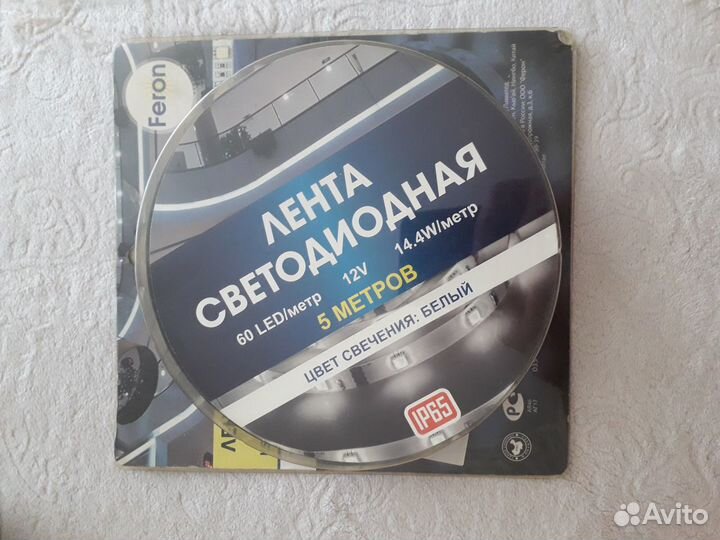 Feron
ЛЕНТА
СВЕТОДИОДНАЯ
60 LED/метр 12V 14.4W/метр
5 МЕТРОВ
ЦВЕТ СВЕЧЕНИЯ: БЕЛЫЙ
IP65
Avito